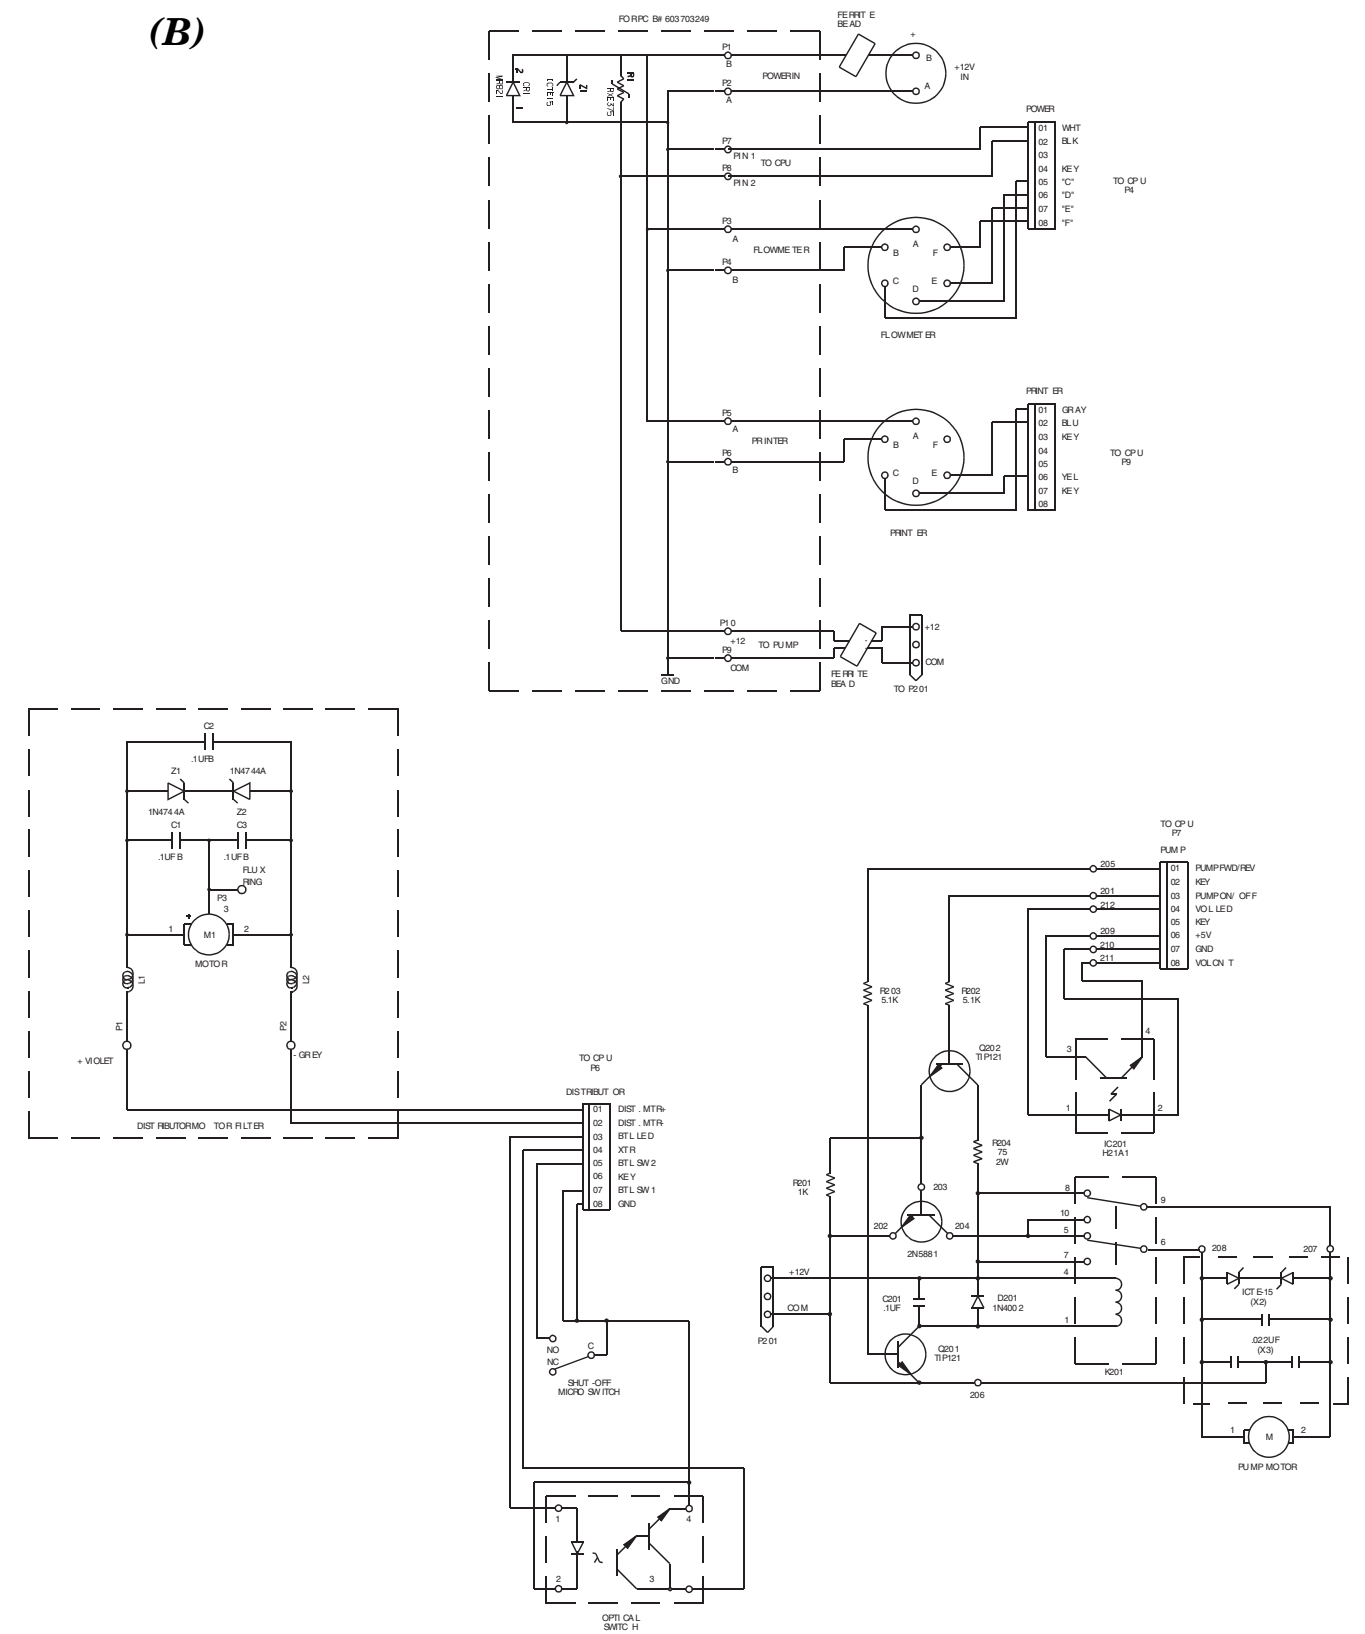 (B)
FOR PC B# 603703249
FERRITE
BEAD
+
B
A
+12V
IN
P1
B
POWER IN
P2
A
2
CR1
MR821
1
ICTE15
Z1
R1
RXE375
P7
PIN 1
TO CPU
P8
PIN 2
POWER
01 WHT
02 BLK
03
04 KEY
05 "C"
06 "D"
07 "E"
08 "F"
TO CPU
P4
P3
A
FLOWMETER
P4
B
A
B
F
C
E
D
FLOWMETER
PRINTER
01 GRAY
02 BLU
03 KEY
04
05
06 YEL
07 KEY
08
TO CPU
P9
P5
A
PRINTER
P6
B
A
B
F
C
E
D
PRINTER
P10
+12
TO PUMP
P9
COM
GND
FERRITE
BEAD
+12
COM
TO P201
C2
.1UFB
Z1
1N4744A
1N4744A
Z2
C1
C3
.1UFB
.1UFB
FLUX
RING
P3
3
+
1
M1
2
MOTOR
L1
L2
P1
P2
+ VIOLET
- GREY
DISTRIBUTOR MOTOR FILTER
TO CPU
P6
DISTRIBUTOR
01 DIST. MTR+
02 DIST. MTR-
03 BTL LED
04 XTR
05 BTL SW2
06 KEY
07 BTL SW1
08 GND
NO
NC
C
SHUT-OFF
MICRO SWITCH
1
4
λ
2
3
OPTICAL
SWITCH
TO CPU
P7
PUMP
205 01 PUMP FWD/REV
02 KEY
201 03 PUMP ON/OFF
212 04 VOL LED
05 KEY
209 06 +5V
210 07 GND
211 08 VOL CNT
R203
5.1K
R202
5.1K
Q202
TIP121
4
3
1
2
IC201
H21A1
R204
75
2W
R201
1K
203
202
204
2N5881
8
9
10
5
6
7
4
1
K201
208
207
+12V
COM
P201
C201
.1UF
D201
1N4002
Q201
TIP121
206
ICTE-15
(X2)
.022UF
(X3)
1
M
2
PUMP MOTOR